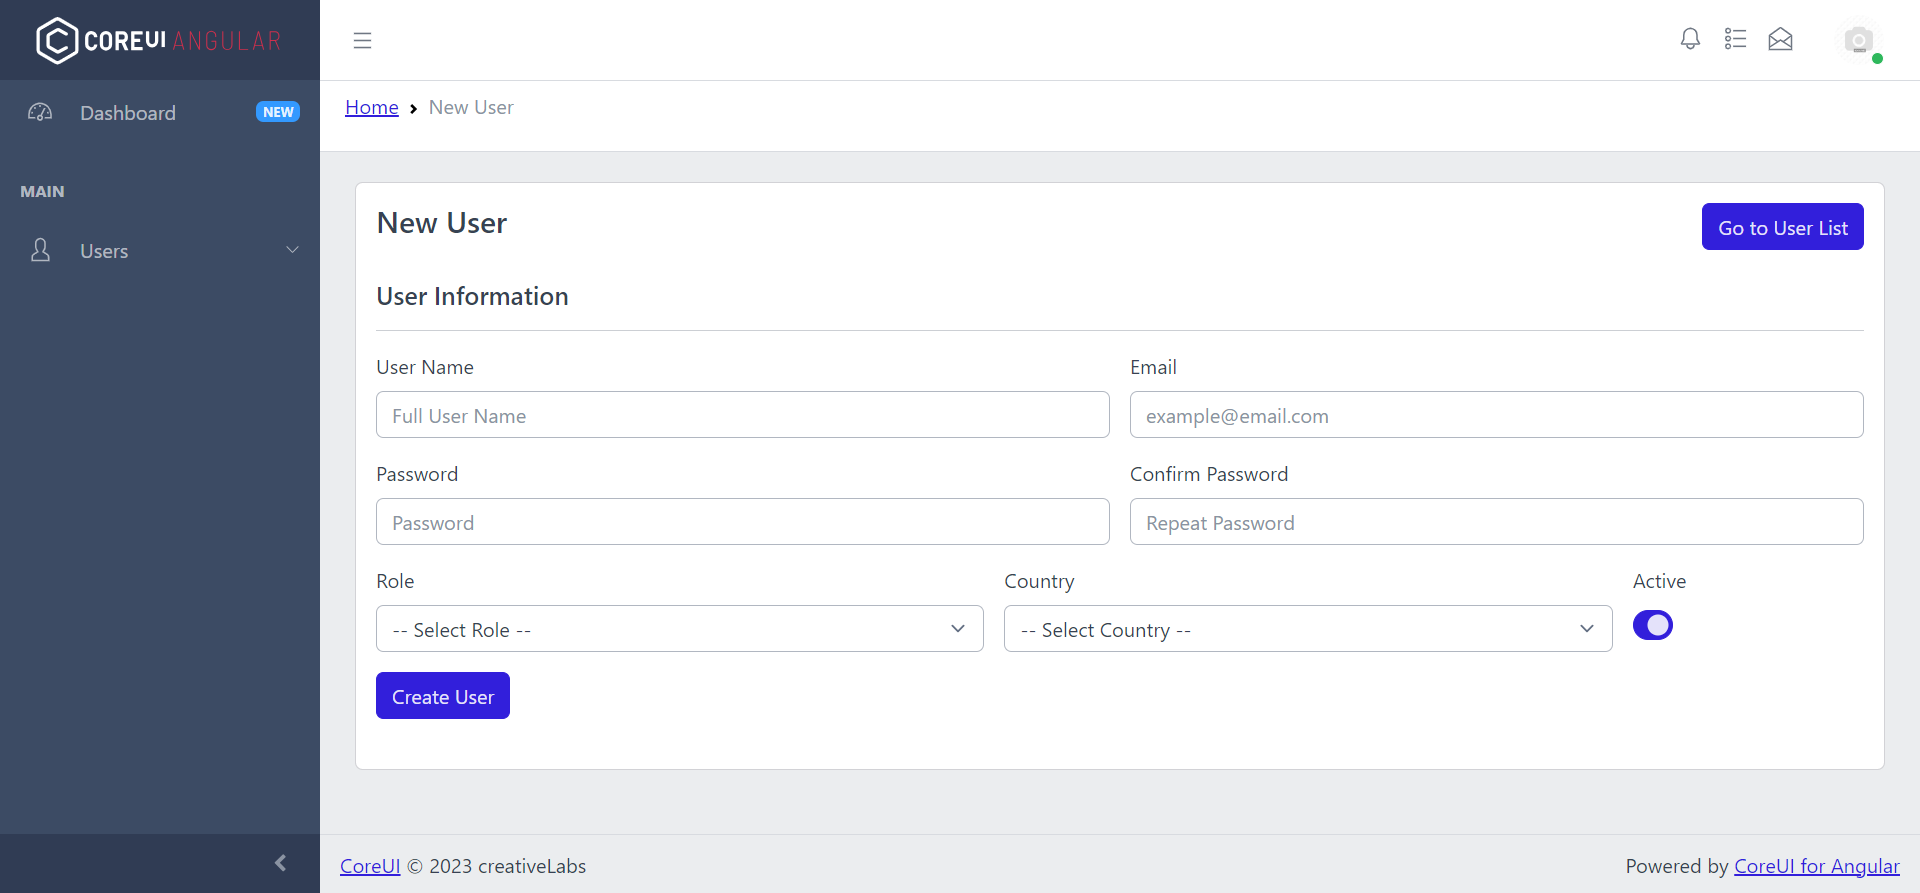 COREUI ANGULAR
Dashboard NEW
MAIN
Users
Home New User
New User
Go to User List
User Information
User Name Email
Full User Name example@email.com
Password Confirm Password
Password Repeat Password
Role Country Active
-- Select Role -- -- Select Country --
Create User
CoreUI © 2023 creativeLabs Powered by CoreUI for Angular